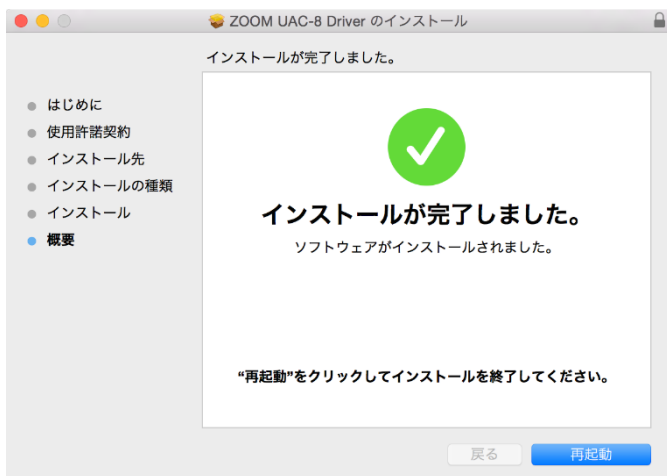 ZOOM UAC-8 Driver のインストール
インストールが完了しました。
はじめに
使用許諾契約
インストール先
インストールの種類
インストール
概要
インストールが完了しました。
ソフトウェアがインストールされました。
“再起動”をクリックしてインストールを終了してください。
戻る
再起動